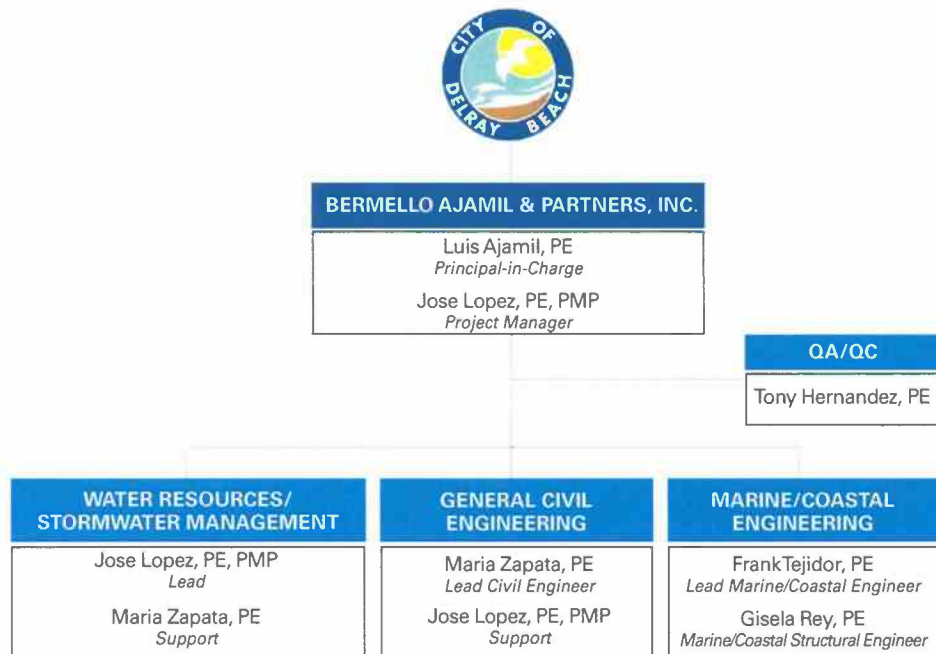 CITY OF
DELRAY BEACH
BERMELLO AJAMIL & PARTNERS, INC.
Luis Ajamil, PE
Principal-in-Charge
Jose Lopez, PE, PMP
Project Manager
QA/QC
Tony Hernandez, PE
WATER RESOURCES/
STORMWATER MANAGEMENT
Jose Lopez, PE, PMP
Lead
Maria Zapata, PE
Support
GENERAL CIVIL
ENGINEERING
Maria Zapata, PE
Lead Civil Engineer
Jose Lopez, PE, PMP
Support
MARINE/COASTAL
ENGINEERING
Frank Tejidor, PE
Lead Marine/Coastal Engineer
Gisela Rey, PE
Marine/Coastal Structural Engineer